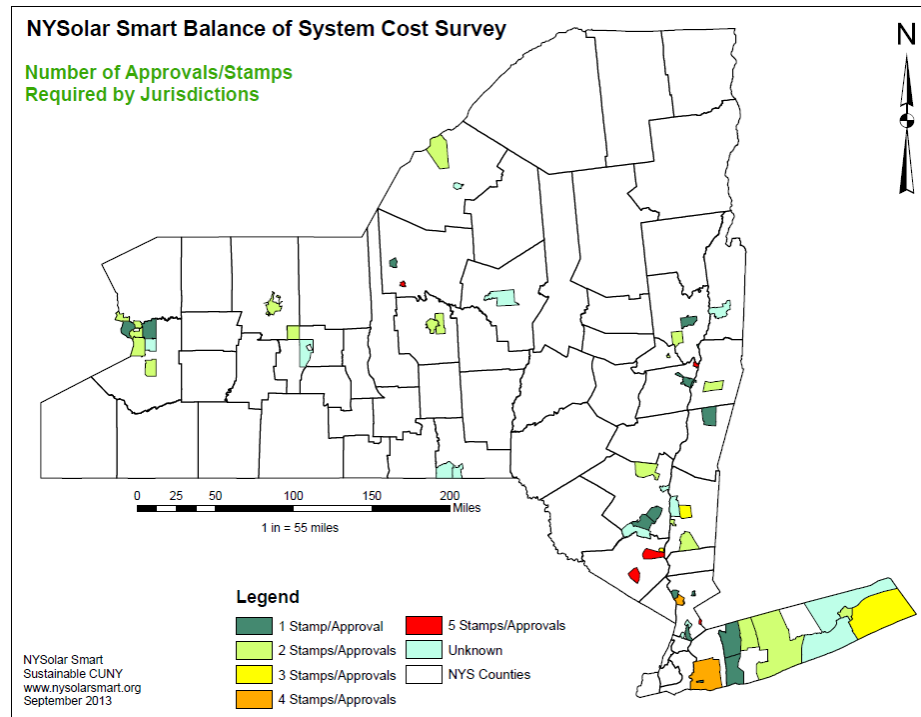 NYSolar Smart Balance of System Cost Survey
Number of Approvals/Stamps
Required by Jurisdictions
N
0 25 50 100 150 200
Miles
1 in = 55 miles
Legend
1 Stamp/Approval
2 Stamps/Approvals
3 Stamps/Approvals
4 Stamps/Approvals
5 Stamps/Approvals
Unknown
NYS Counties
NYSolar Smart
Sustainable CUNY
www.nysolarsmart.org
September 2013